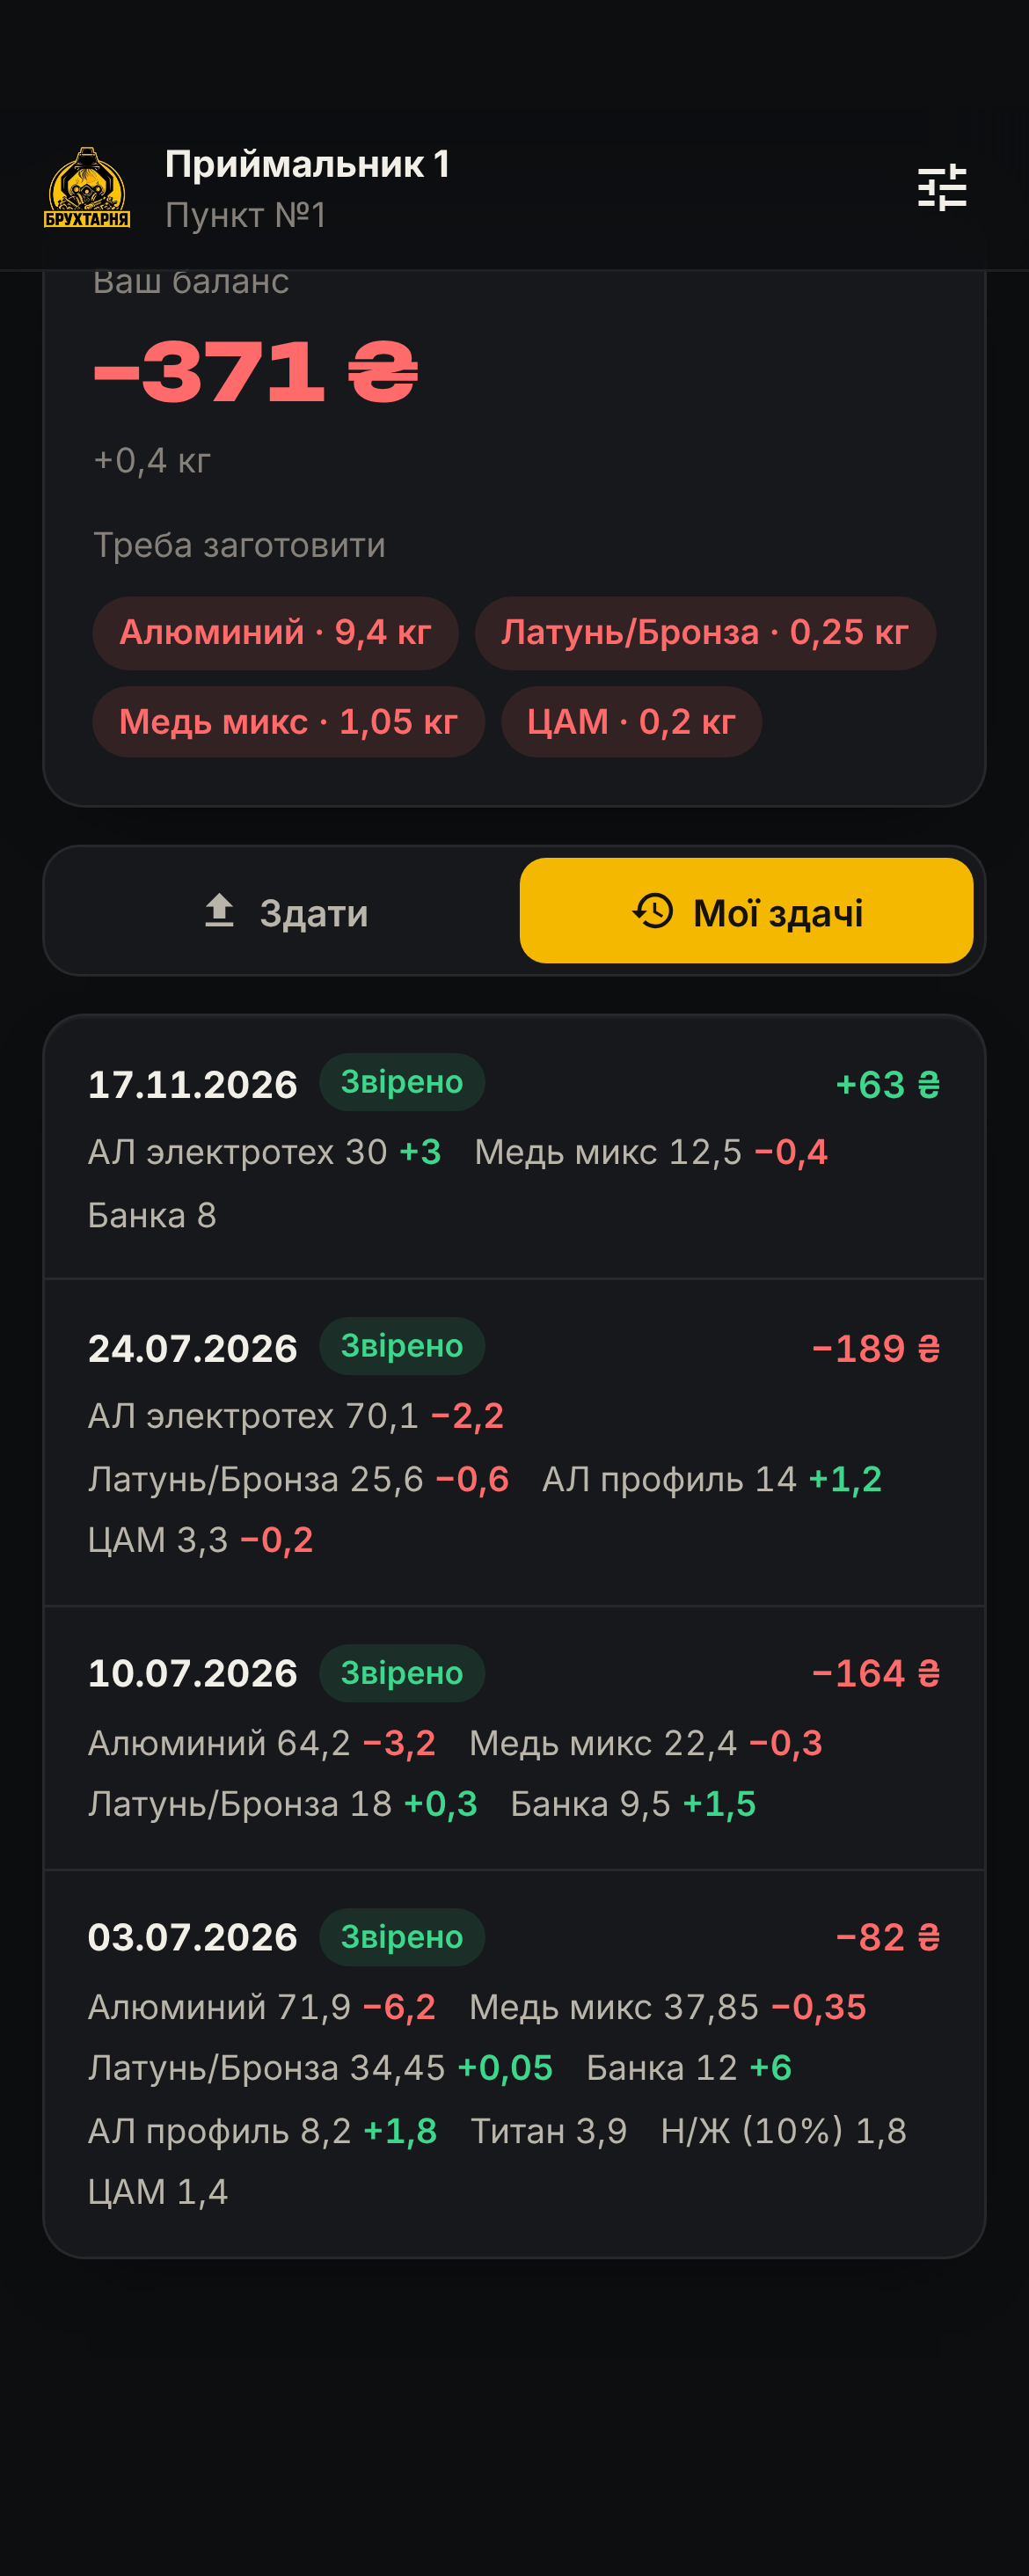 БРУХТАРНЯ
Приймальник 1
Пункт №1
Ваш баланс
−371 ₴
+0,4 кг
Треба заготовити
Алюминий · 9,4 кг
Латунь/Бронза · 0,25 кг
Медь микс · 1,05 кг
ЦАМ · 0,2 кг
Здати
Мої здачі
17.11.2026 Звірено +63 ₴
АЛ электротех 30 +3 Медь микс 12,5 −0,4
Банка 8
24.07.2026 Звірено −189 ₴
АЛ электротех 70,1 −2,2
Латунь/Бронза 25,6 −0,6 АЛ профиль 14 +1,2
ЦАМ 3,3 −0,2
10.07.2026 Звірено −164 ₴
Алюминий 64,2 −3,2 Медь микс 22,4 −0,3
Латунь/Бронза 18 +0,3 Банка 9,5 +1,5
03.07.2026 Звірено −82 ₴
Алюминий 71,9 −6,2 Медь микс 37,85 −0,35
Латунь/Бронза 34,45 +0,05 Банка 12 +6
АЛ профиль 8,2 +1,8 Титан 3,9 Н/Ж (10%) 1,8
ЦАМ 1,4